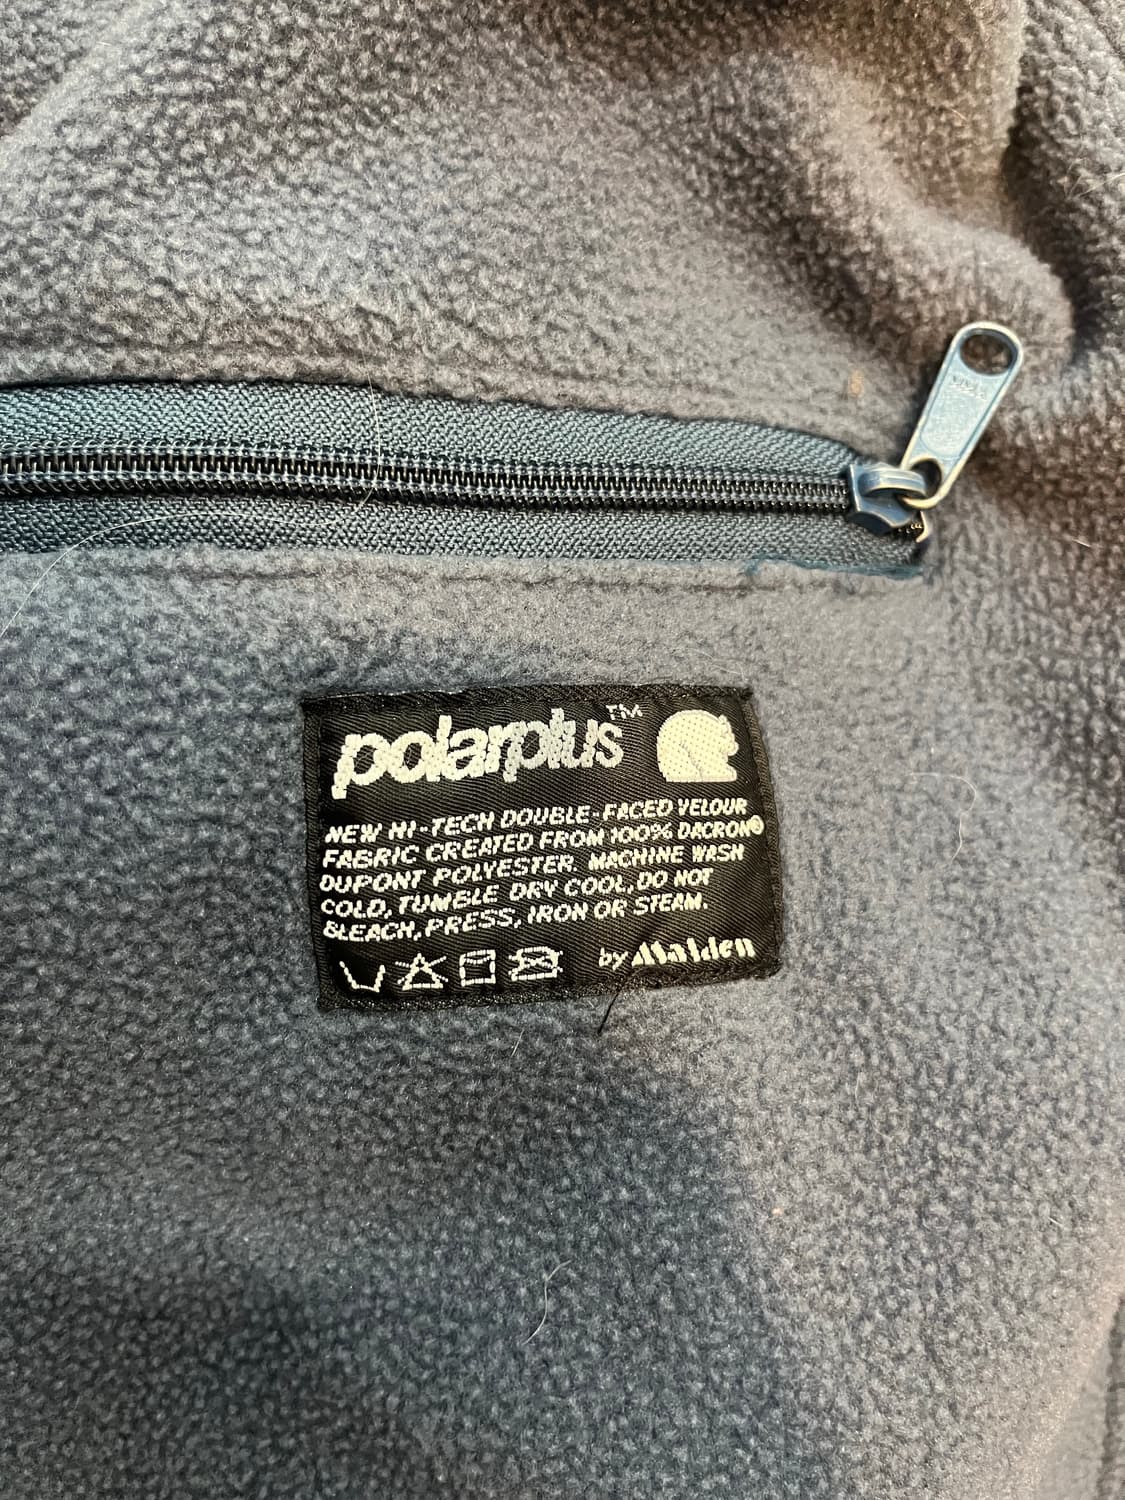 polarplus™
NEW HI-TECH DOUBLE-FACED VELOUR
FABRIC CREATED FROM 100% DACRON®
DUPONT POLYESTER. MACHINE WASH
COLD, TUMBLE DRY COOL, DO NOT
BLEACH, PRESS, IRON OR STEAM.
by Malden